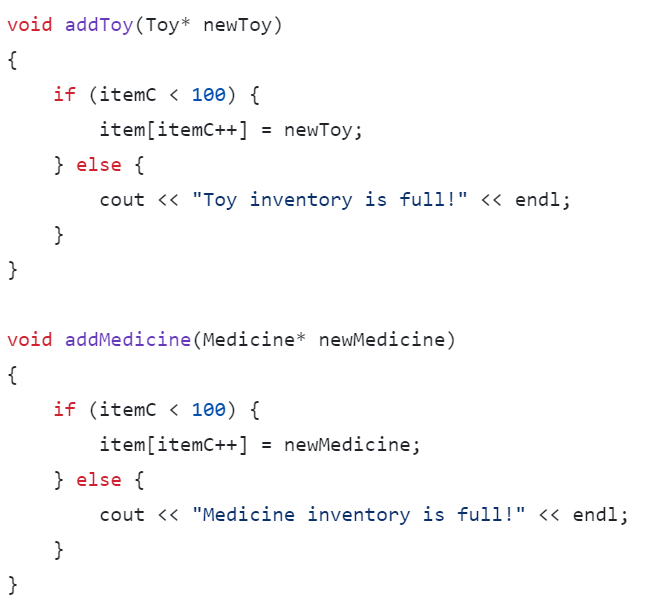 void addToy(Toy* newToy)
{
    if (itemC < 100) {
        item[itemC++] = newToy;
    } else {
        cout << "Toy inventory is full!" << endl;
    }
}

void addMedicine(Medicine* newMedicine)
{
    if (itemC < 100) {
        item[itemC++] = newMedicine;
    } else {
        cout << "Medicine inventory is full!" << endl;
    }
}